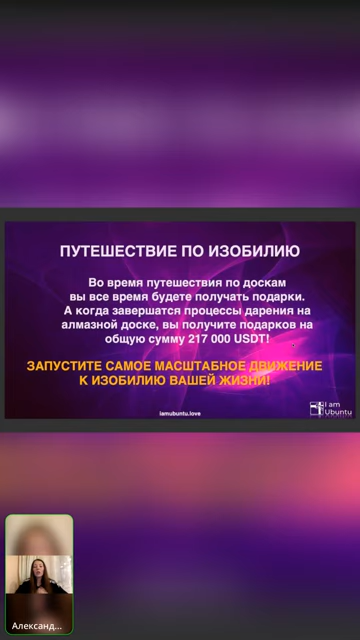 ПУТЕШЕСТВИЕ ПО ИЗОБИЛИЮ
Во время путешествия по доскам
вы все время будете получать подарки.
А когда завершатся процессы дарения на
алмазной доске, вы получите подарков на
общую сумму 217 000 USDT!
ЗАПУСТИТЕ САМОЕ МАСШТАБНОЕ ДВИЖЕНИЕ
К ИЗОБИЛИЮ ВАШЕЙ ЖИЗНИ!
iamubuntu.love
I am
Ubuntu
Александ...